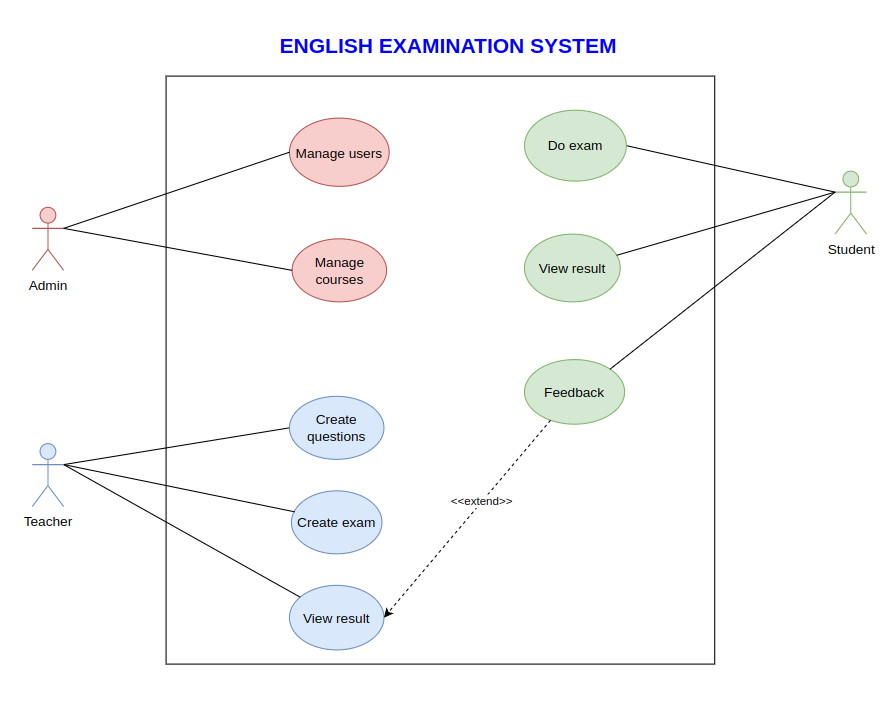 ENGLISH EXAMINATION SYSTEM
Manage users
Manage
courses
Admin
Do exam
View result
Feedback
Student
<<extend>>
Create
questions
Create exam
View result
Teacher